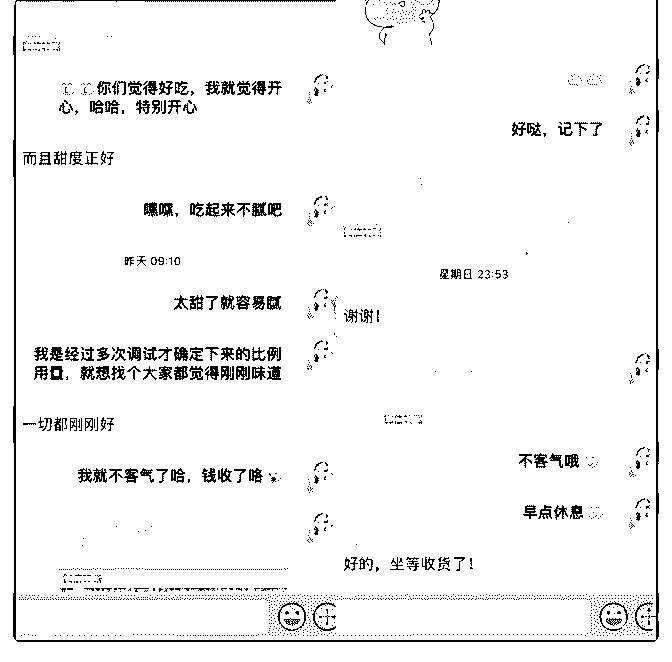 你们觉得好吃，我就觉得开
心，哈哈，特别开心
而且甜度正好
嘿嘿，吃起来不腻吧
昨天 09:10
太甜了就容易腻
我是经过多次调试才确定下来的比例
用量，就想找个大家都觉得刚刚味道
一切都刚刚好
我就不客气了哈，钱收了咯
好哒，记下了
星期日 23:53
谢谢！
不客气哦
早点休息
好的，坐等收货了！